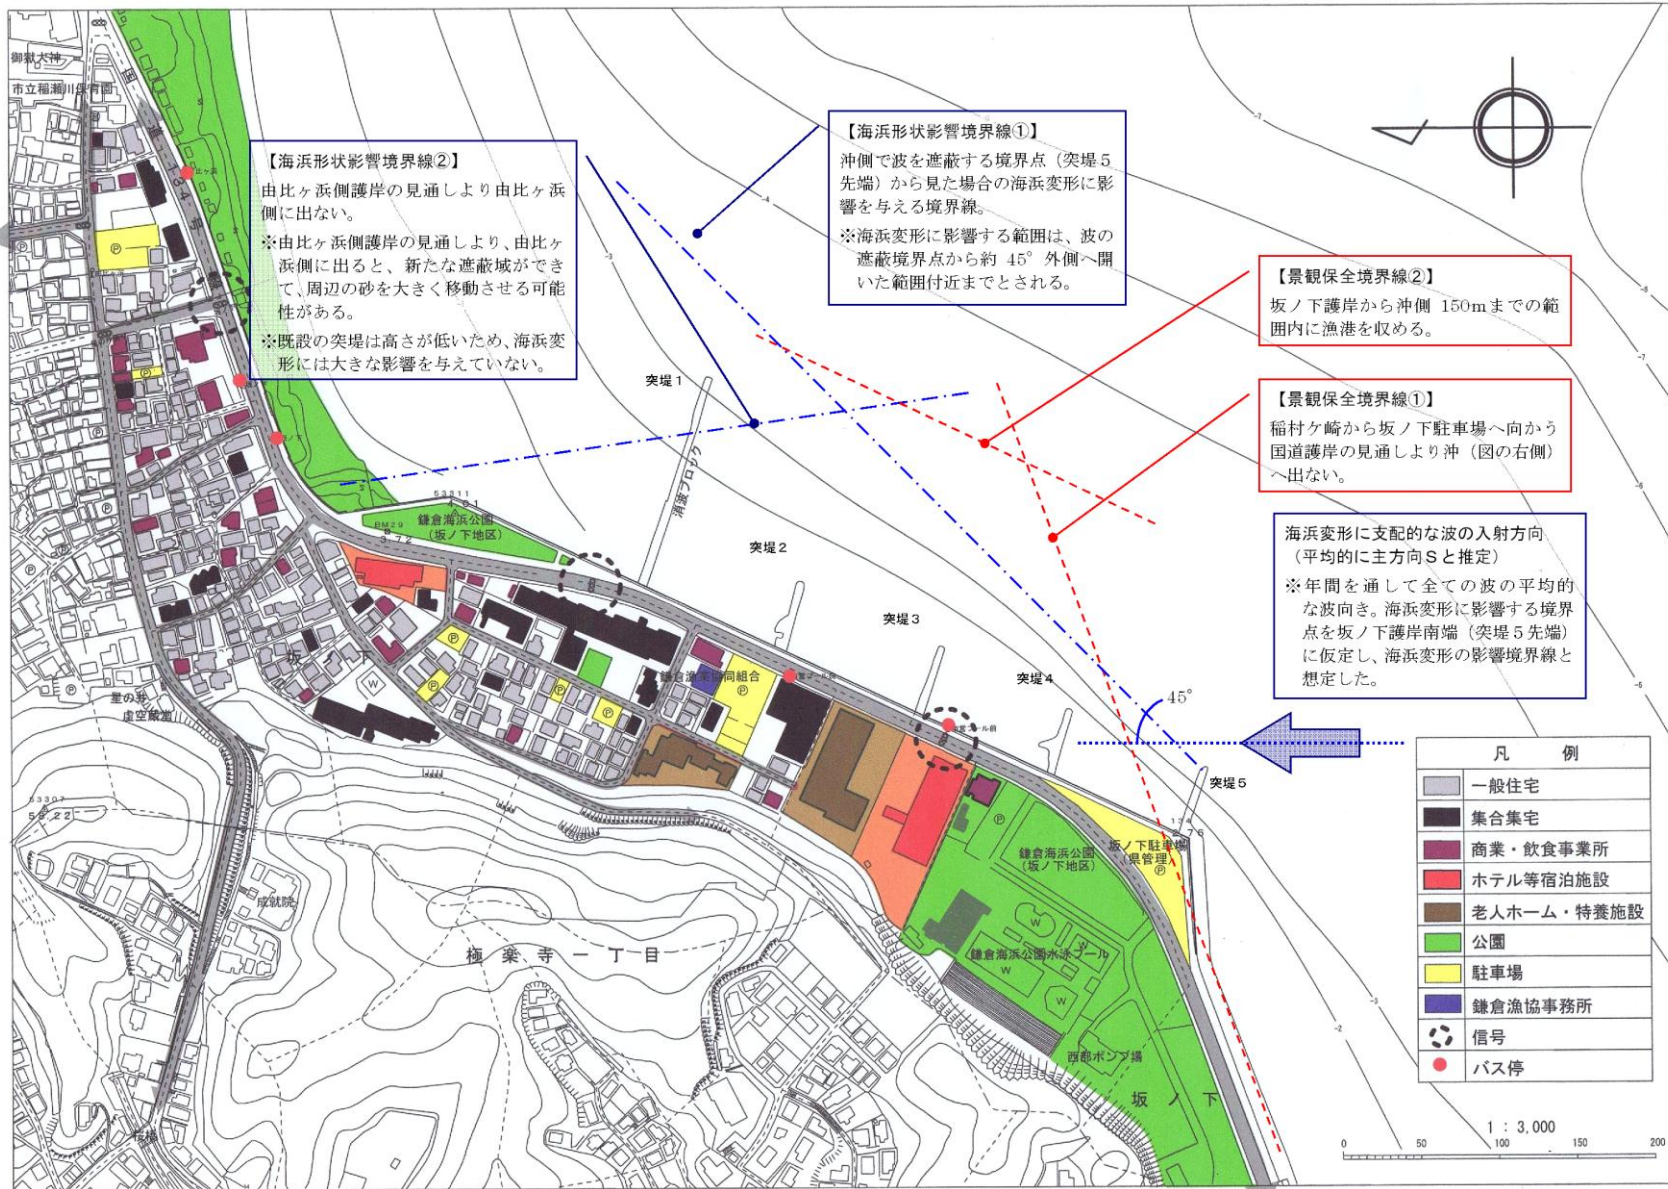 御嶽大神
市立稲瀬川保育園
国
道
134
号
【海浜形状影響境界線②】
由比ヶ浜側護岸の見通しより由比ヶ浜
側に出ない。
※由比ヶ浜側護岸の見通しより、由比ヶ
浜側に出ると、新たな遮蔽域ができ
て、周辺の砂を大きく移動させる可能
性がある。
※既設の突堤は高さが低いため、海浜変
形には大きな影響を与えていない。
【海浜形状影響境界線①】
沖側で波を遮蔽する境界点（突堤５
先端）から見た場合の海浜変形に影
響を与える境界線。
※海浜変形に影響する範囲は、波の
遮蔽境界点から約 45° 外側へ開
いた範囲付近までとされる。
【景観保全境界線②】
坂ノ下護岸から沖側 150mまでの範
囲内に漁港を収める。
【景観保全境界線①】
稲村ケ崎から坂ノ下駐車場へ向かう
国道護岸の見通しより沖（図の右側）
へ出ない。
海浜変形に支配的な波の入射方向
（平均的に主方向Ｓと推定）
※年間を通して全ての波の平均的
な波向き。海浜変形に影響する境界
点を坂ノ下護岸南端（突堤５先端）
に仮定し、海浜変形の影響境界線と
想定した。
突堤１
消波ブロック
突堤２
突堤３
突堤４
突堤５
45°
53311
4.01
BM29
3.72
鎌倉海浜公園
（坂ノ下地区）
坂ノ下
鎌倉漁業協同組合
星の井
虚空蔵堂
53307
59.22
成就院
極楽寺一丁目
桜橋
鎌倉海浜公園
（坂ノ下地区）
坂ノ下駐車場
（県管理）
鎌倉海浜公園水泳プール
西部ポンプ場
坂ノ下
凡例
一般住宅
集合集宅
商業・飲食事業所
ホテル等宿泊施設
老人ホーム・特養施設
公園
駐車場
鎌倉漁協事務所
信号
バス停
1：3,000
0 50 100 150 200